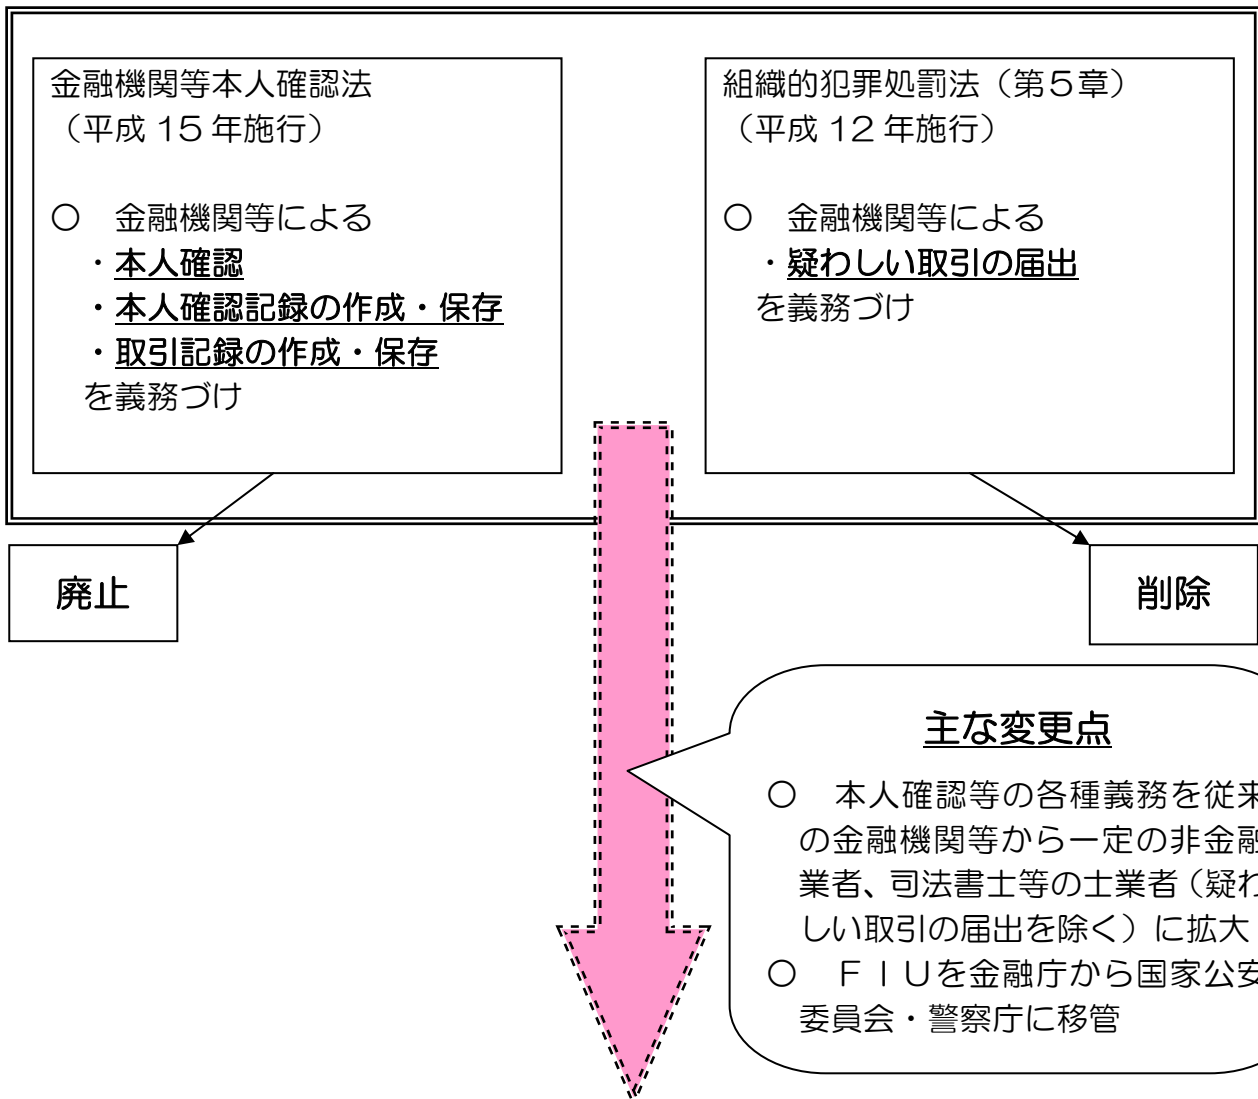 金融機関等本人確認法
（平成 15 年施行）
○　金融機関等による
・本人確認
・本人確認記録の作成・保存
・取引記録の作成・保存
を義務づけ
組織的犯罪処罰法（第５章）
（平成 12 年施行）
○　金融機関等による
・疑わしい取引の届出
を義務づけ
廃止
削除
主な変更点
○　本人確認等の各種義務を従来
の金融機関等から一定の非金融
業者、司法書士等の士業者（疑わ
しい取引の届出を除く）に拡大
○　ＦＩＵを金融庁から国家公安
委員会・警察庁に移管